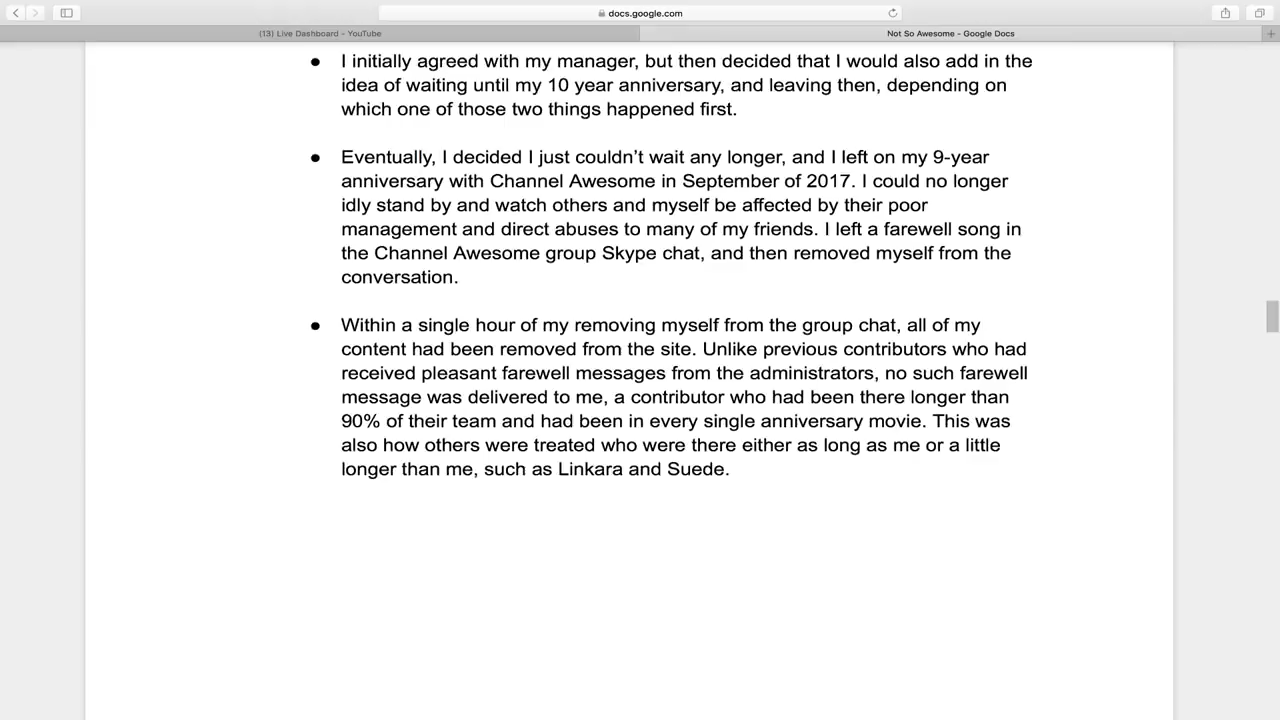 docs.google.com
(13) Live Dashboard - YouTube
Not So Awesome - Google Docs
● I initially agreed with my manager, but then decided that I would also add in the
idea of waiting until my 10 year anniversary, and leaving then, depending on
which one of those two things happened first.
● Eventually, I decided I just couldn’t wait any longer, and I left on my 9-year
anniversary with Channel Awesome in September of 2017. I could no longer
idly stand by and watch others and myself be affected by their poor
management and direct abuses to many of my friends. I left a farewell song in
the Channel Awesome group Skype chat, and then removed myself from the
conversation.
● Within a single hour of my removing myself from the group chat, all of my
content had been removed from the site. Unlike previous contributors who had
received pleasant farewell messages from the administrators, no such farewell
message was delivered to me, a contributor who had been there longer than
90% of their team and had been in every single anniversary movie. This was
also how others were treated who were there either as long as me or a little
longer than me, such as Linkara and Suede.